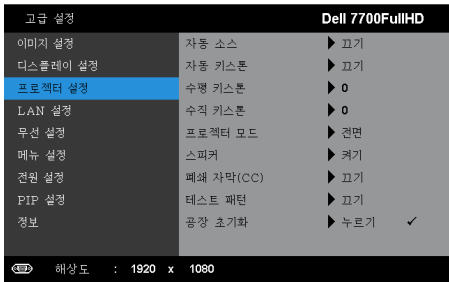 고급 설정 Dell 7700FullHD
이미지 설정 자동 소스 ▶ 끄기
디스플레이 설정 자동 키스톤 ▶ 끄기
프로젝터 설정 수평 키스톤 ▶ 0
LAN 설정 수직 키스톤 ▶ 0
무선 설정 프로젝터 모드 ▶ 전면
메뉴 설정 스피커 ▶ 켜기
전원 설정 폐쇄 자막(CC) ▶ 끄기
PIP 설정 테스트 패턴 ▶ 끄기
정보 공장 초기화 ▶ 누르기 ✓
해상도 : 1920 x 1080